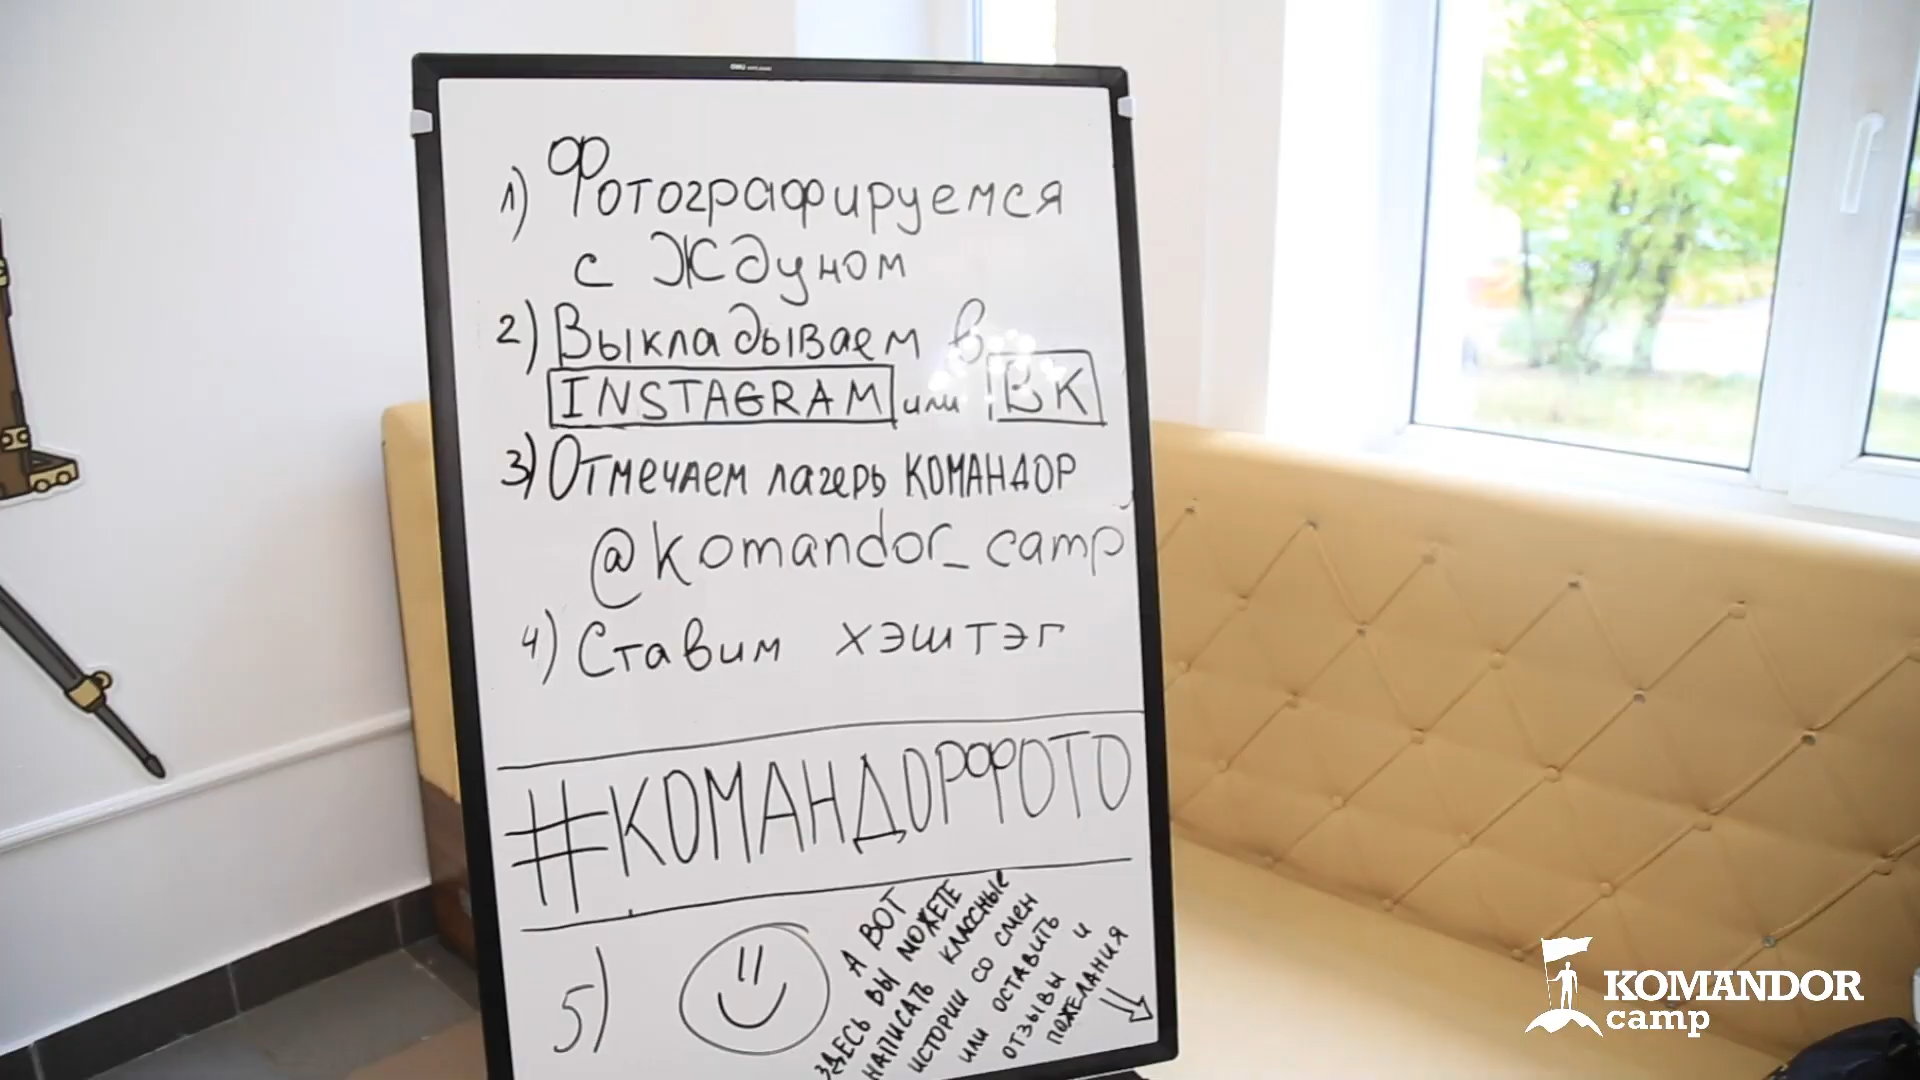 1) Фотографируемся
с Ждуном
2) Выкладываем в
INSTAGRAM или ВК
3) Отмечаем лагерь КОМАНДОР
@komandor_camp
4) Ставим хэштэг
#КОМАНДОРФОТО
5)
А ВОТ
ЗДЕСЬ ВЫ МОЖЕТЕ
НАПИСАТЬ КЛАССНЫЕ
ИСТОРИИ СО СМЕН
ИЛИ ОСТАВИТЬ
ОТЗЫВЫ И
ПОЖЕЛАНИЯ
KOMANDOR
camp